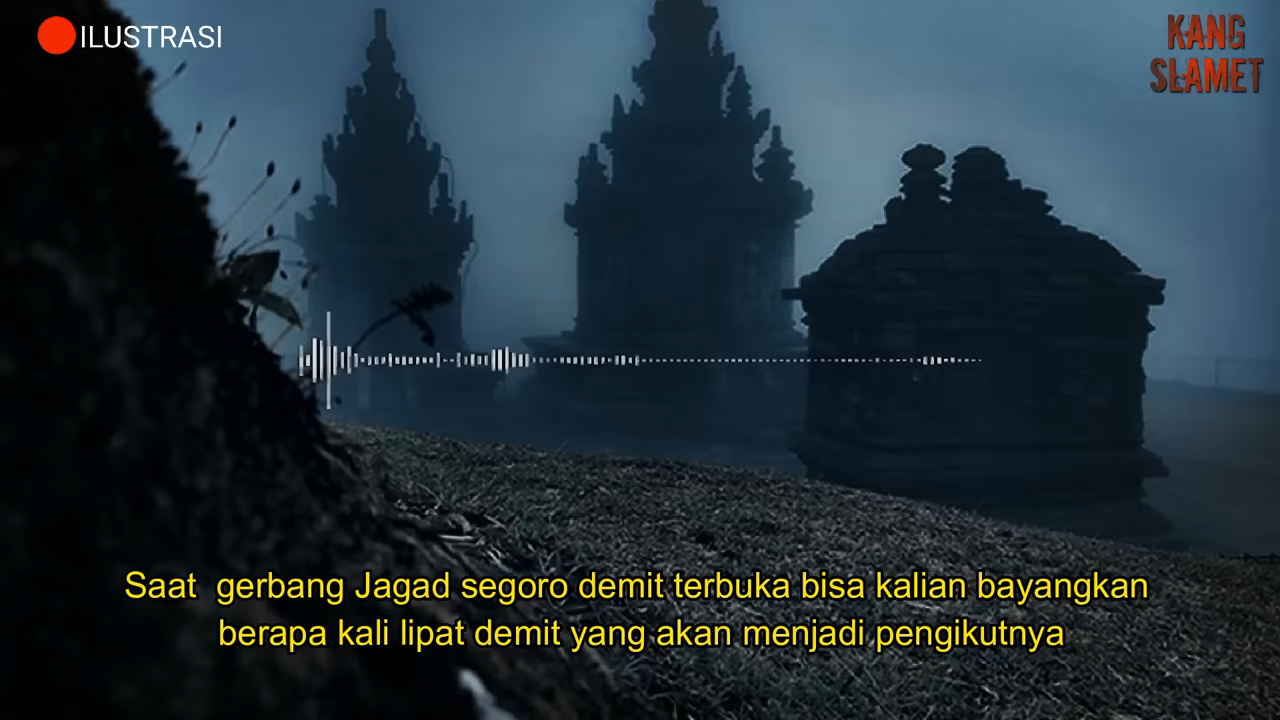 ILUSTRASI
KANG
SLAMET
Saat  gerbang Jagad segoro demit terbuka bisa kalian bayangkan
berapa kali lipat demit yang akan menjadi pengikutnya